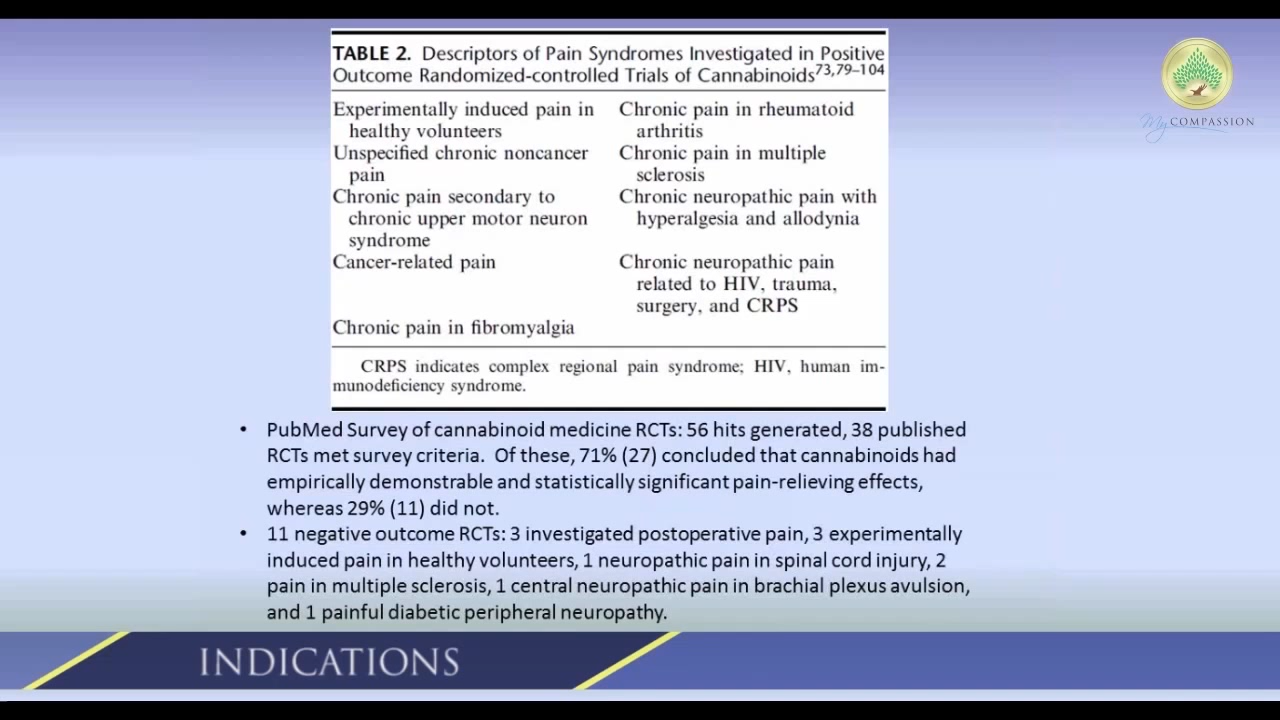 TABLE 2. Descriptors of Pain Syndromes Investigated in Positive
Outcome Randomized-controlled Trials of Cannabinoids73,79–104
Experimentally induced pain in
healthy volunteers
Unspecified chronic noncancer
pain
Chronic pain secondary to
chronic upper motor neuron
syndrome
Cancer-related pain
Chronic pain in fibromyalgia
Chronic pain in rheumatoid
arthritis
Chronic pain in multiple
sclerosis
Chronic neuropathic pain with
hyperalgesia and allodynia
Chronic neuropathic pain
related to HIV, trauma,
surgery, and CRPS
CRPS indicates complex regional pain syndrome; HIV, human im-
munodeficiency syndrome.
My COMPASSION
• PubMed Survey of cannabinoid medicine RCTs: 56 hits generated, 38 published
RCTs met survey criteria. Of these, 71% (27) concluded that cannabinoids had
empirically demonstrable and statistically significant pain-relieving effects,
whereas 29% (11) did not.
• 11 negative outcome RCTs: 3 investigated postoperative pain, 3 experimentally
induced pain in healthy volunteers, 1 neuropathic pain in spinal cord injury, 2
pain in multiple sclerosis, 1 central neuropathic pain in brachial plexus avulsion,
and 1 painful diabetic peripheral neuropathy.
INDICATIONS